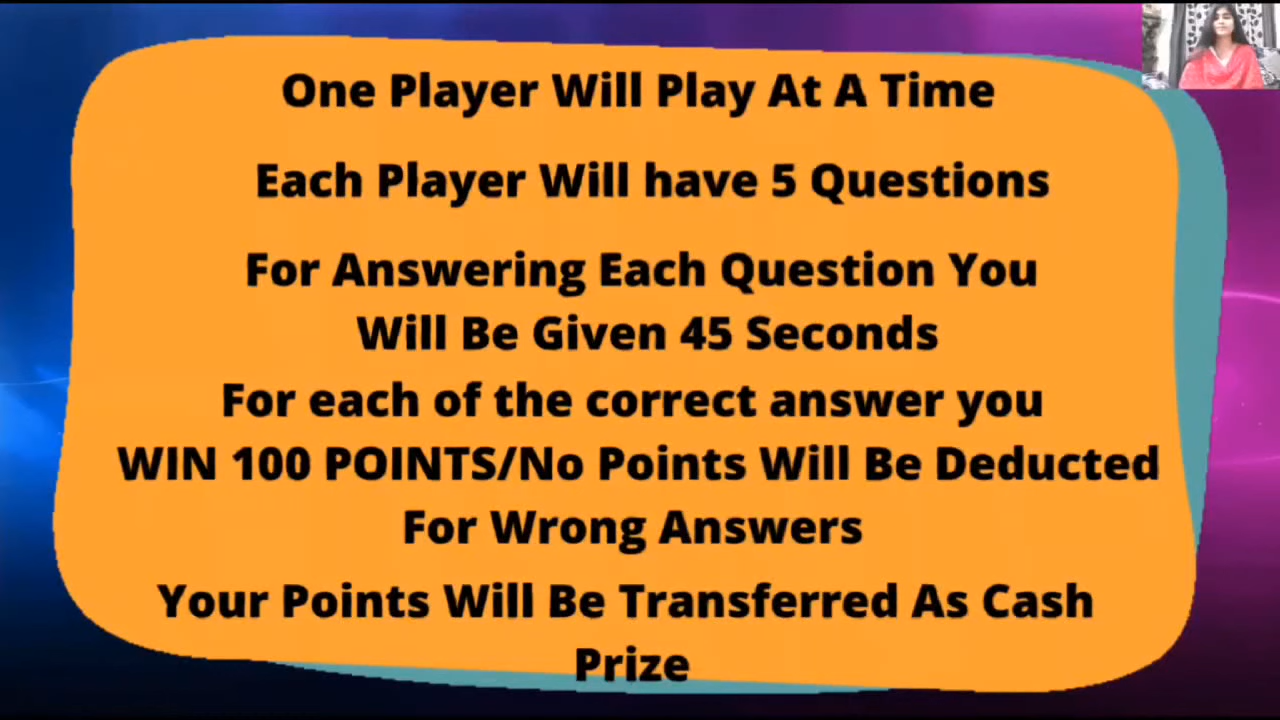 One Player Will Play At A Time
Each Player Will have 5 Questions
For Answering Each Question You
Will Be Given 45 Seconds
For each of the correct answer you
WIN 100 POINTS/No Points Will Be Deducted
For Wrong Answers
Your Points Will Be Transferred As Cash
Prize